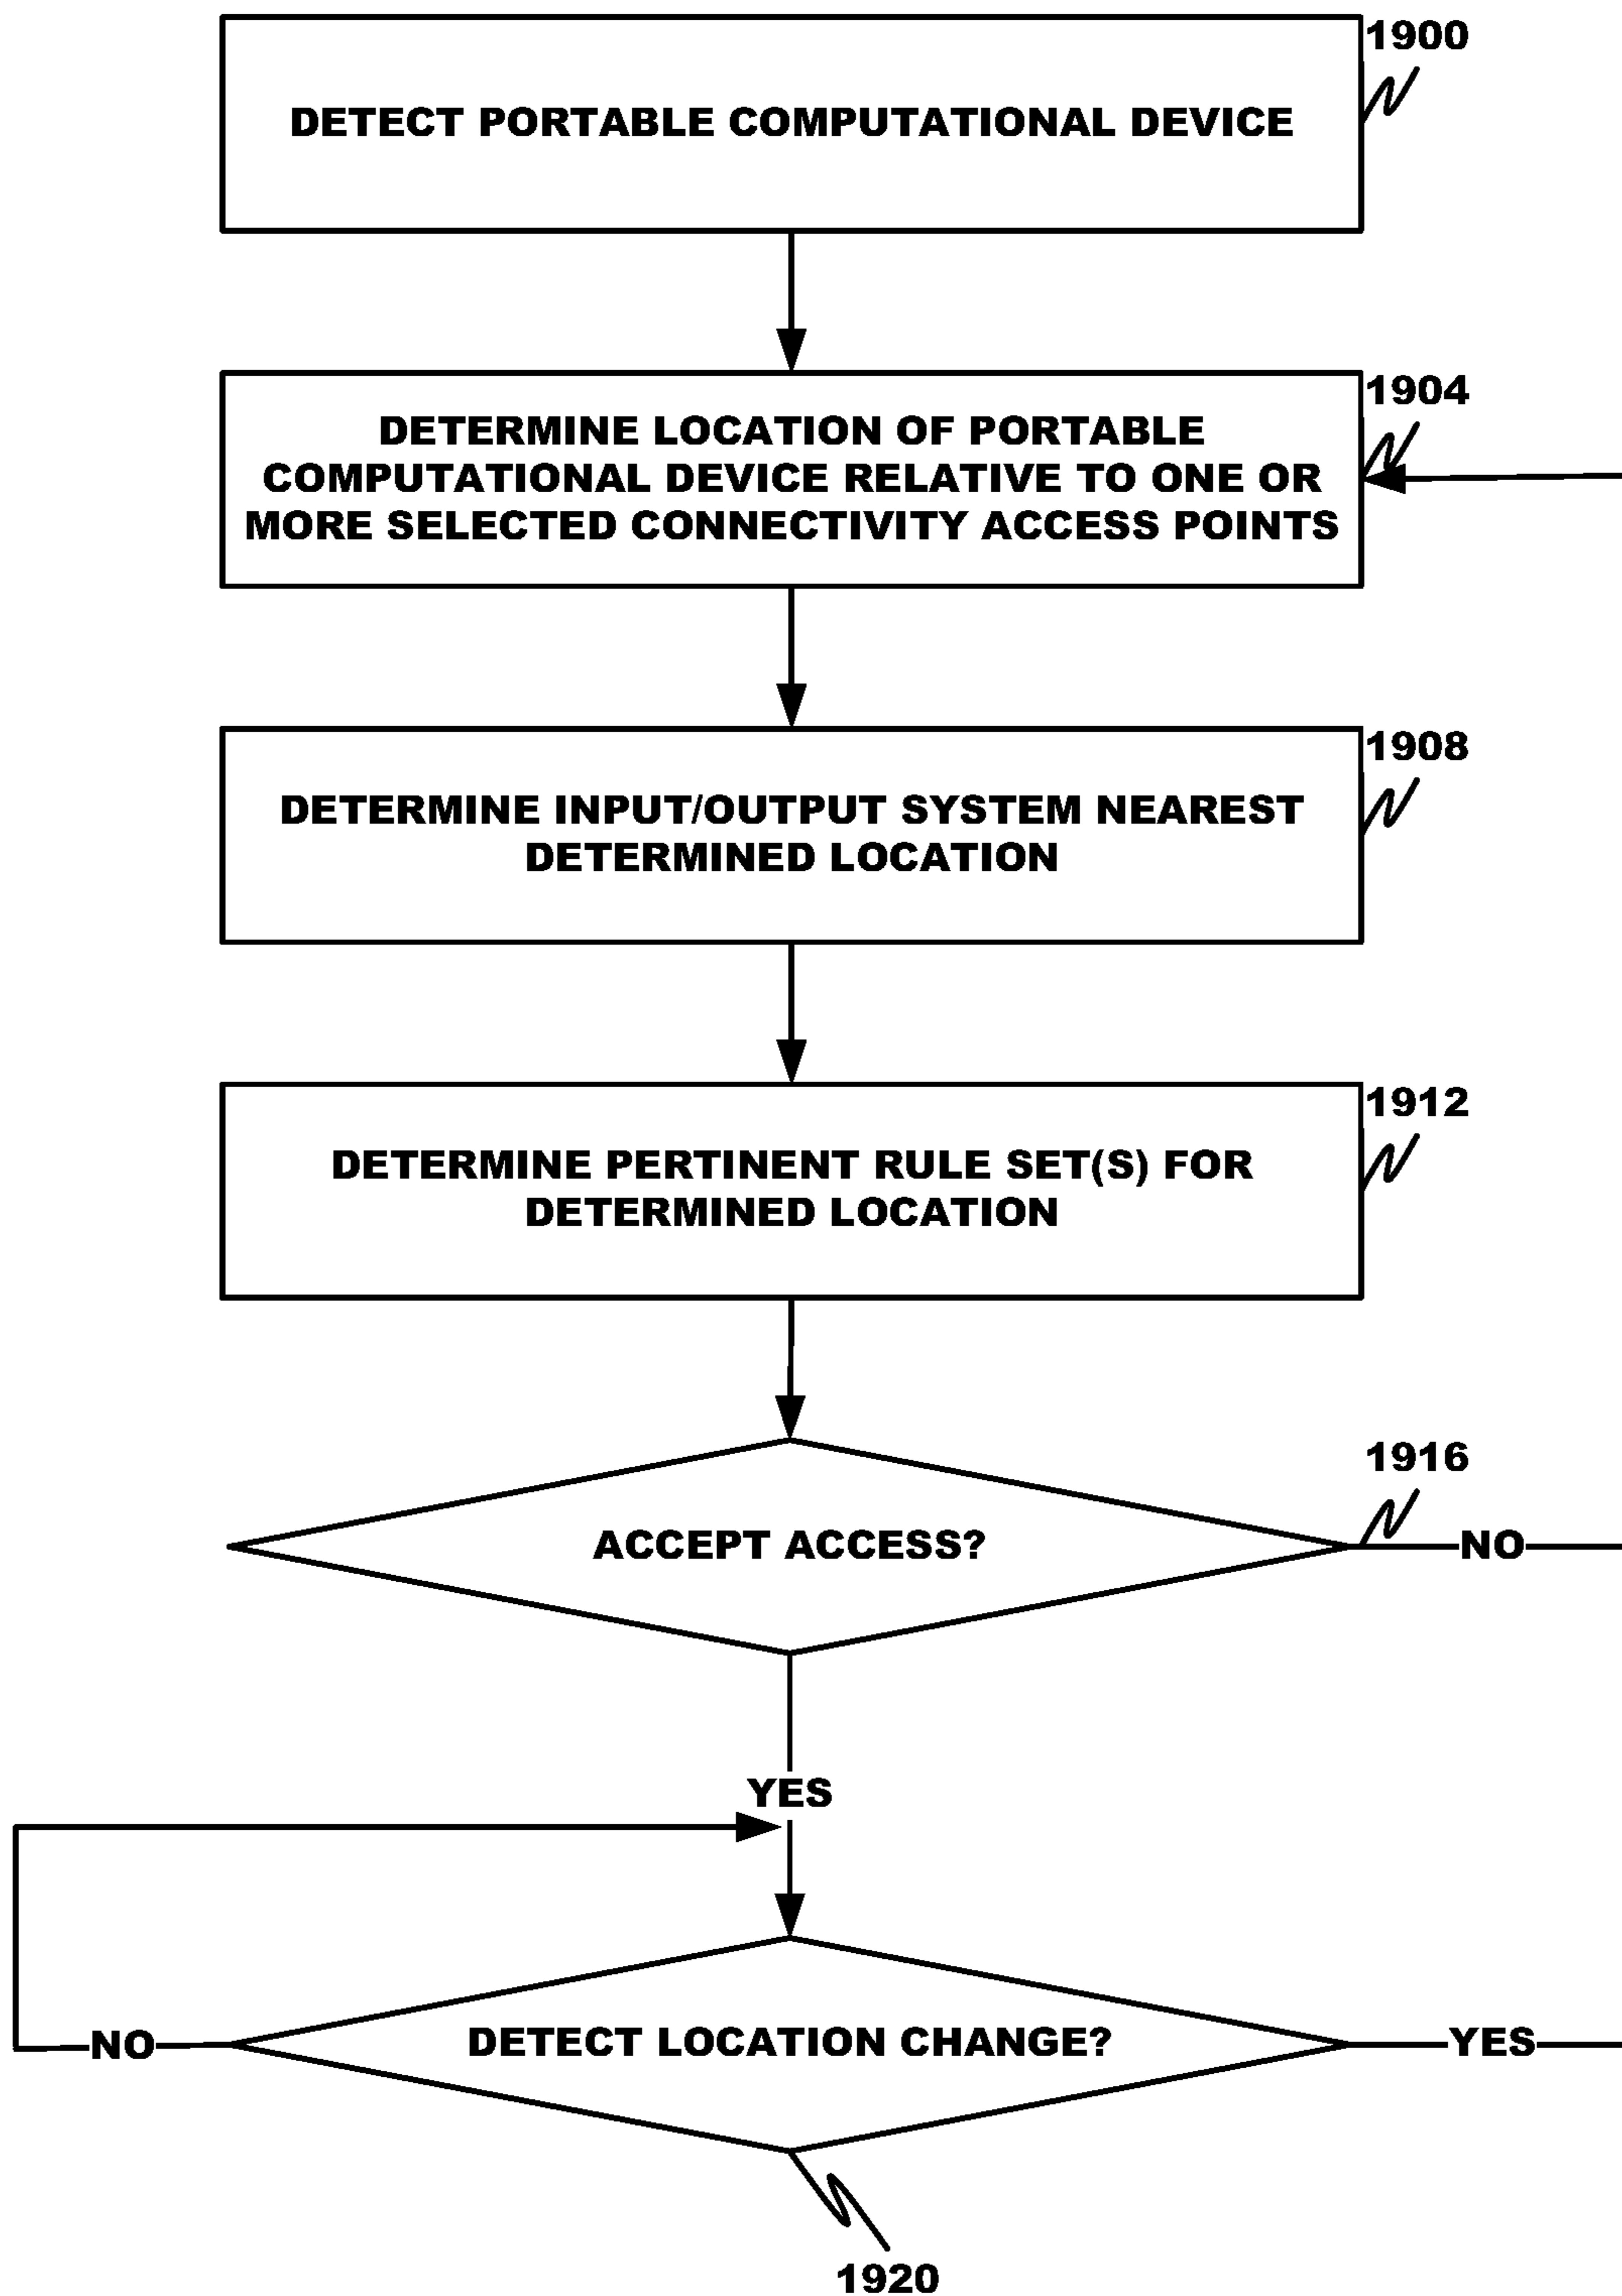 1900
DETECT PORTABLE COMPUTATIONAL DEVICE
1904
DETERMINE LOCATION OF PORTABLE
COMPUTATIONAL DEVICE RELATIVE TO ONE OR
MORE SELECTED CONNECTIVITY ACCESS POINTS
1908
DETERMINE INPUT/OUTPUT SYSTEM NEAREST
DETERMINED LOCATION
1912
DETERMINE PERTINENT RULE SET(S) FOR
DETERMINED LOCATION
1916
ACCEPT ACCESS?
NO
YES
NO
DETECT LOCATION CHANGE?
YES
1920